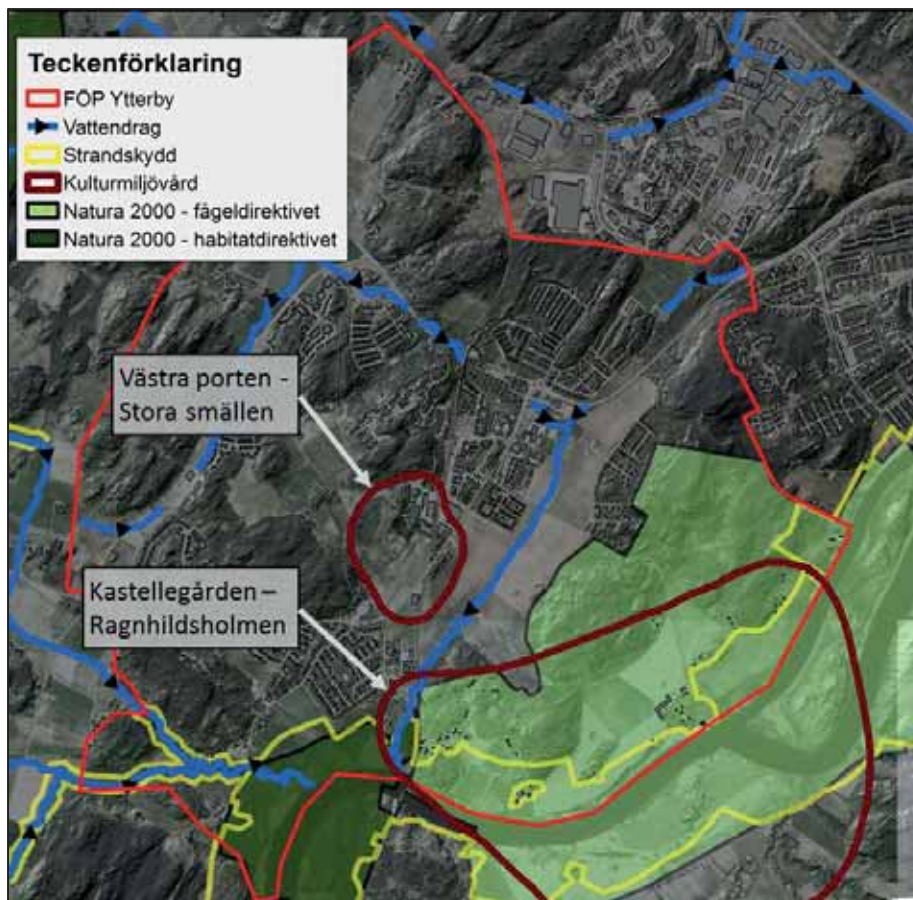 Teckenförklaring
FÖP Ytterby
Vattendrag
Strandskydd
Kulturmiljövård
Natura 2000 - fågeldirektivet
Natura 2000 - habitatdirektivet
Västra porten -
Stora smällen
Kastellegården –
Ragnhildsholmen